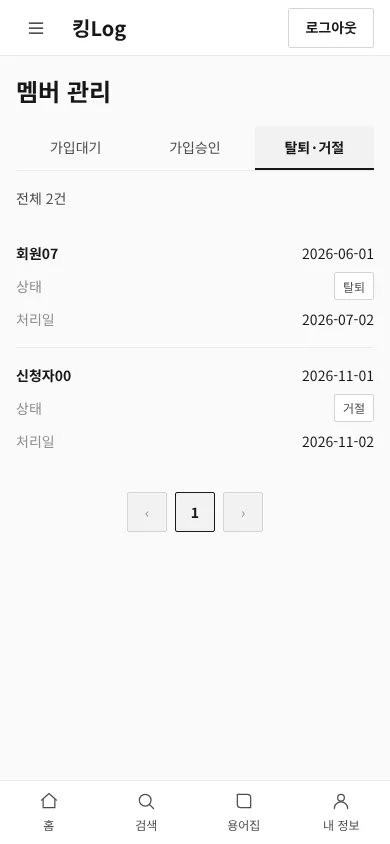 킹Log
로그아웃
멤버 관리
가입대기 가입승인 탈퇴·거절
전체 2건
회원07 2026-06-01
상태 탈퇴
처리일 2026-07-02
신청자00 2026-11-01
상태 거절
처리일 2026-11-02
‹ 1 ›
홈 검색 용어집 내 정보